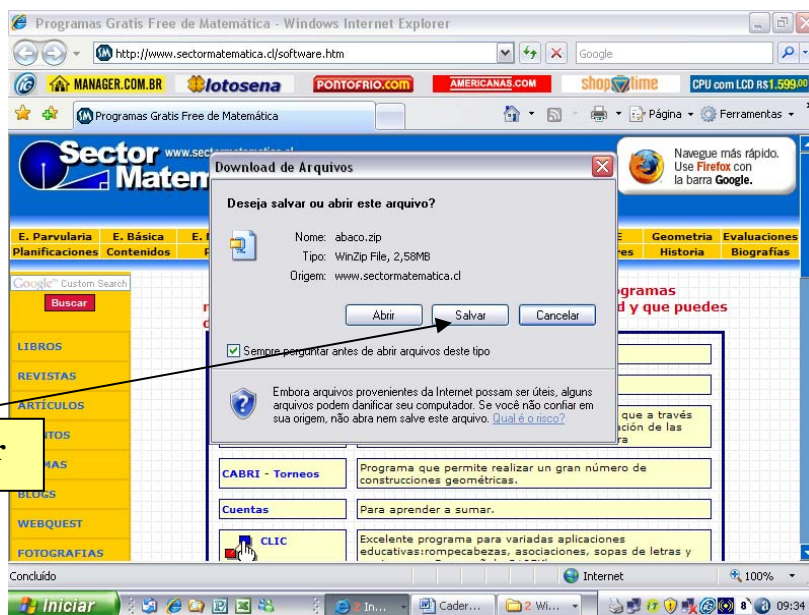 Programas Gratis Free de Matemática - Windows Internet Explorer
http://www.sectormatematica.cl/software.htm
Google
MANAGER.COM.BR
lotosena
PONTOFRIO.COM
AMERICANAS.COM
shoptime
CPU com LCD R$1.599,00
Programas Gratis Free de Matemática
Página
Ferramentas
Sector
Matem
Navegue más rápido.
Use Firefox con
la barra Google.
E. Parvularia
E. Básica
Geometria
Evaluaciones
Planificaciones
Contenidos
Historia
Biografías
Google™ Custom Search
Buscar
LIBROS
REVISTAS
ARTÍCULOS
BLOGS
WEBQUEST
FOTOGRAFIAS
Download de Arquivos
Deseja salvar ou abrir este arquivo?
Nome: abaco.zip
Tipo: WinZip File, 2,58MB
Origem: www.sectormatematica.cl
Abrir
Salvar
Cancelar
Sempre perguntar antes de abrir arquivos deste tipo
Embora arquivos provenientes da Internet possam ser úteis, alguns
arquivos podem danificar seu computador. Se você não confiar em
sua origem, não abra nem salve este arquivo. Qual é o risco?
y que puedes
que a través
de las
CABRI - Torneos
Programa que permite realizar un gran número de
construcciones geométricas.
Cuentas
Para aprender a sumar.
CLIC
Excelente programa para variadas aplicaciones
educativas:rompecabezas, asociaciones, sopas de letras y
Concluído
Internet
100%
Iniciar
2 In...
Cader...
2 Wi...
09:34